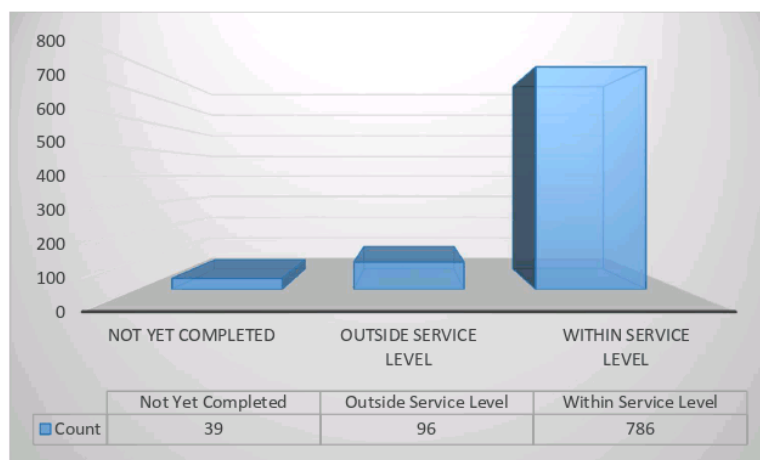 800
700
600
500
400
300
200
100
0
NOT YET COMPLETED
OUTSIDE SERVICE
LEVEL
WITHIN SERVICE
LEVEL
Not Yet Completed Outside Service Level Within Service Level
Count 39 96 786